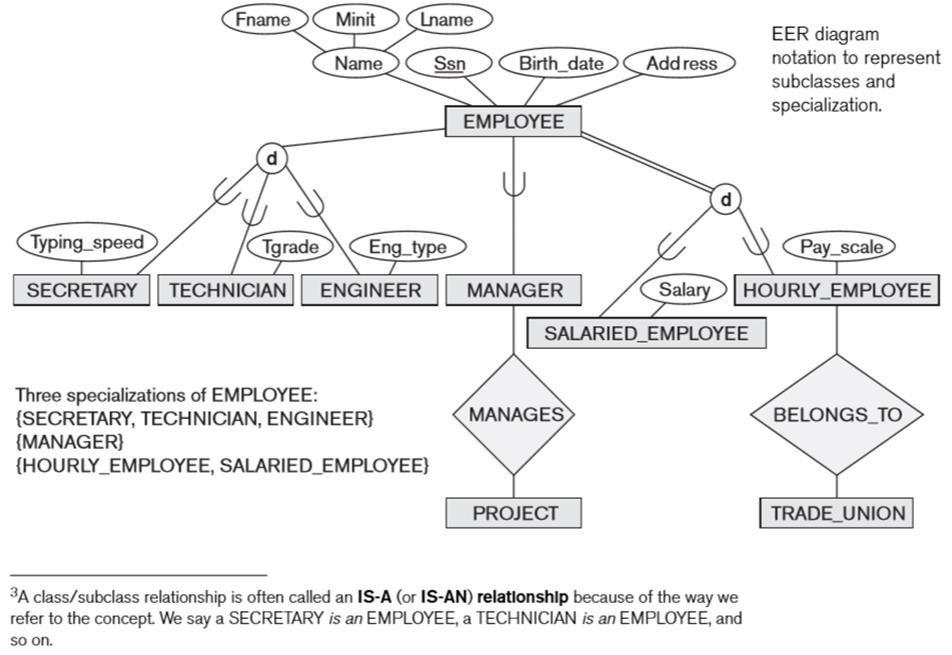 Fname Minit Lname
Name Ssn Birth_date Address
EER diagram
notation to represent
subclasses and
specialization.
EMPLOYEE
d
d
Typing_speed Tgrade Eng_type Pay_scale
Salary
SECRETARY TECHNICIAN ENGINEER MANAGER HOURLY_EMPLOYEE
SALARIED_EMPLOYEE
Three specializations of EMPLOYEE:
{SECRETARY, TECHNICIAN, ENGINEER}
{MANAGER}
{HOURLY_EMPLOYEE, SALARIED_EMPLOYEE}
MANAGES BELONGS_TO
PROJECT TRADE_UNION
³A class/subclass relationship is often called an IS-A (or IS-AN) relationship because of the way we
refer to the concept. We say a SECRETARY is an EMPLOYEE, a TECHNICIAN is an EMPLOYEE, and
so on.